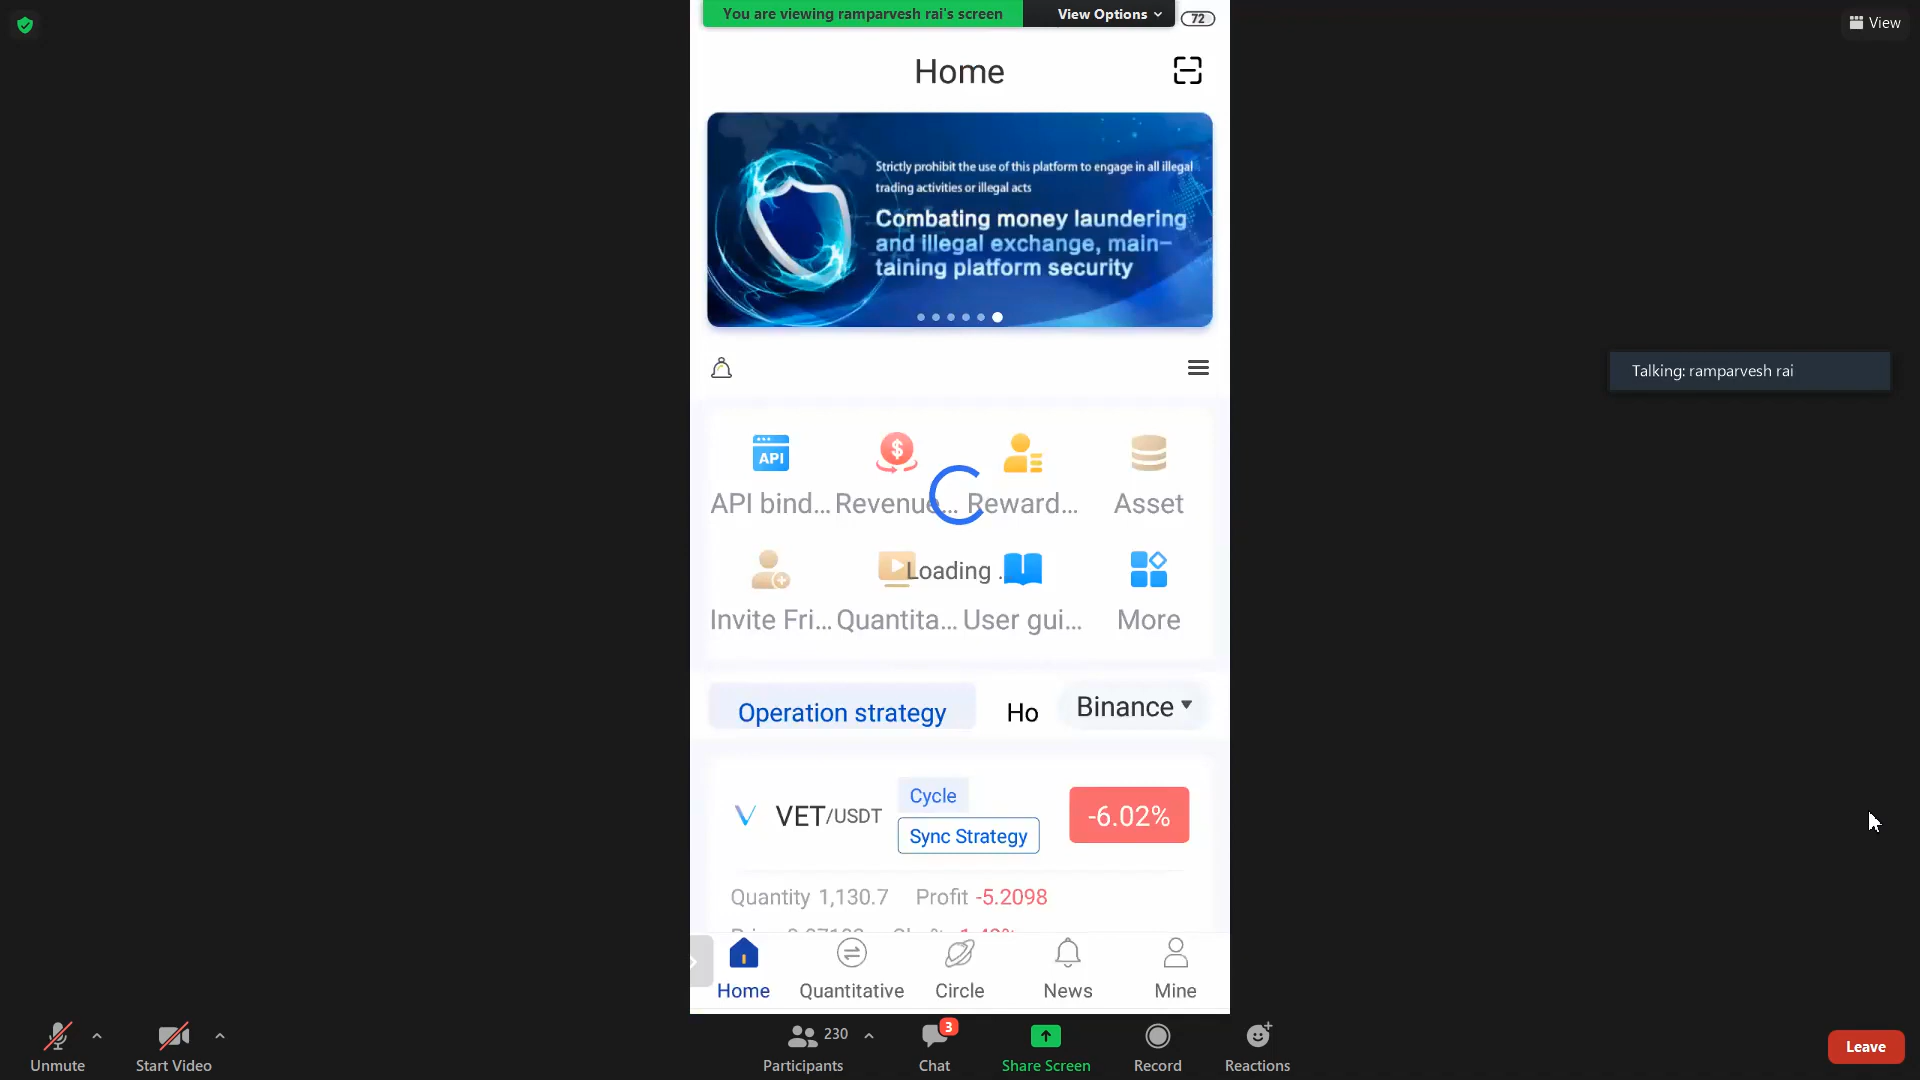 You are viewing ramparvesh rai's screen
View Options
72
View
Home
Strictly prohibit the use of this platform to engage in all illegal
trading activities or illegal acts
Combating money laundering
and illegal exchange, main-
taining platform security
Talking: ramparvesh rai
API
$
API bind... Revenue... Reward... Asset
Loading .
Invite Fri... Quantita... User gui... More
Operation strategy Ho Binance
VET/USDT
Cycle
Sync Strategy
-6.02%
Quantity 1,130.7 Profit -5.2098
Home Quantitative Circle News Mine
230
3
Unmute Start Video Participants Chat Share Screen Record Reactions
Leave